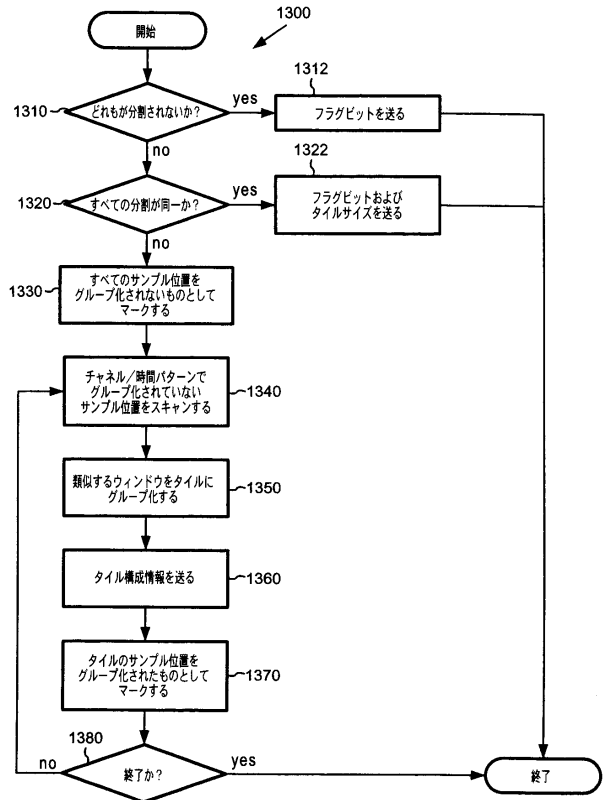 開始
1300
1310
どれもが分割されないか?
yes
1312
フラグビットを送る
no
1320
すべての分割が同一か?
yes
1322
フラグビットおよび
タイルサイズを送る
no
1330
すべてのサンプル位置を
グループ化されないものとして
マークする
チャネル/時間パターンで
グループ化されていない
サンプル位置をスキャンする
1340
類似するウィンドウをタイルに
グループ化する
1350
タイル構成情報を送る
1360
タイルのサンプル位置を
グループ化されたものとして
マークする
1370
1380
no
終了か?
yes
終了